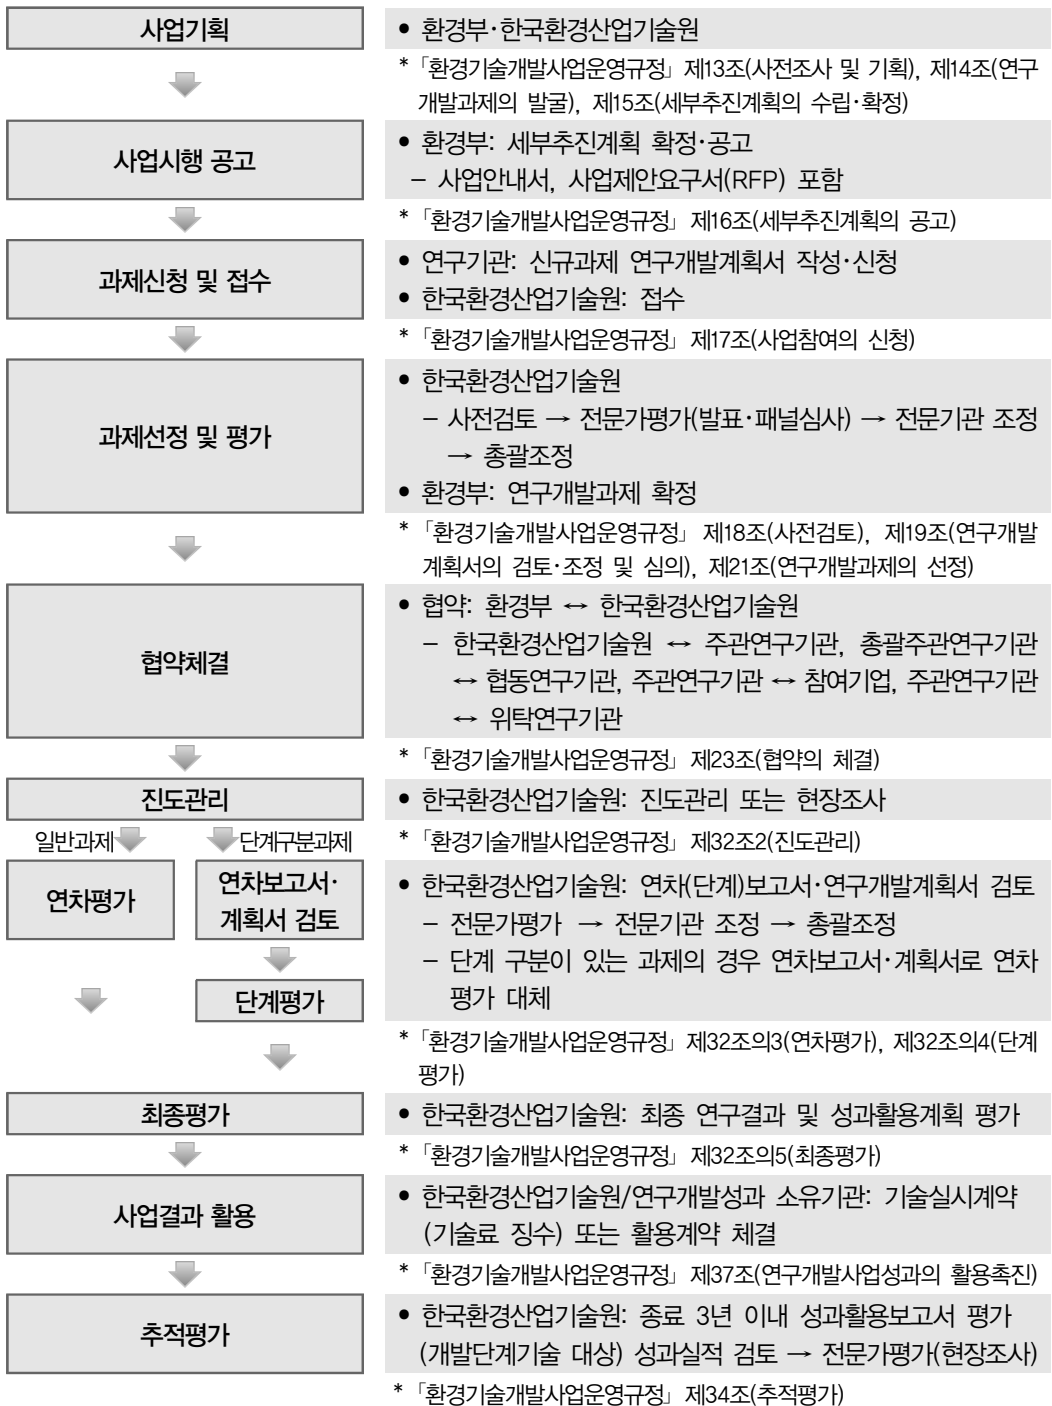 사업기획
• 환경부·한국환경산업기술원
* 「환경기술개발사업운영규정」 제13조(사전조사 및 기획), 제14조(연구
개발과제의 발굴), 제15조(세부추진계획의 수립·확정)
사업시행 공고
• 환경부: 세부추진계획 확정·공고
– 사업안내서, 사업제안요구서(RFP) 포함
* 「환경기술개발사업운영규정」 제16조(세부추진계획의 공고)
과제신청 및 접수
• 연구기관: 신규과제 연구개발계획서 작성·신청
• 한국환경산업기술원: 접수
* 「환경기술개발사업운영규정」 제17조(사업참여의 신청)
과제선정 및 평가
• 한국환경산업기술원
– 사전검토 → 전문가평가(발표·패널심사) → 전문기관 조정
→ 총괄조정
• 환경부: 연구개발과제 확정
* 「환경기술개발사업운영규정」 제18조(사전검토), 제19조(연구개발
계획서의 검토·조정 및 심의), 제21조(연구개발과제의 선정)
협약체결
• 협약: 환경부 ↔ 한국환경산업기술원
– 한국환경산업기술원 ↔ 주관연구기관, 총괄주관연구기관
↔ 협동연구기관, 주관연구기관 ↔ 참여기업, 주관연구기관
↔ 위탁연구기관
* 「환경기술개발사업운영규정」 제23조(협약의 체결)
진도관리
• 한국환경산업기술원: 진도관리 또는 현장조사
일반과제 단계구분과제
* 「환경기술개발사업운영규정」 제32조2(진도관리)
연차평가
연차보고서·
계획서 검토
단계평가
• 한국환경산업기술원: 연차(단계)보고서·연구개발계획서 검토
– 전문가평가 → 전문기관 조정 → 총괄조정
– 단계 구분이 있는 과제의 경우 연차보고서·계획서로 연차
평가 대체
* 「환경기술개발사업운영규정」 제32조의3(연차평가), 제32조의4(단계
평가)
최종평가
• 한국환경산업기술원: 최종 연구결과 및 성과활용계획 평가
* 「환경기술개발사업운영규정」 제32조의5(최종평가)
사업결과 활용
• 한국환경산업기술원/연구개발성과 소유기관: 기술실시계약
(기술료 징수) 또는 활용계약 체결
* 「환경기술개발사업운영규정」 제37조(연구개발사업성과의 활용촉진)
추적평가
• 한국환경산업기술원: 종료 3년 이내 성과활용보고서 평가
(개발단계기술 대상) 성과실적 검토 → 전문가평가(현장조사)
* 「환경기술개발사업운영규정」 제34조(추적평가)